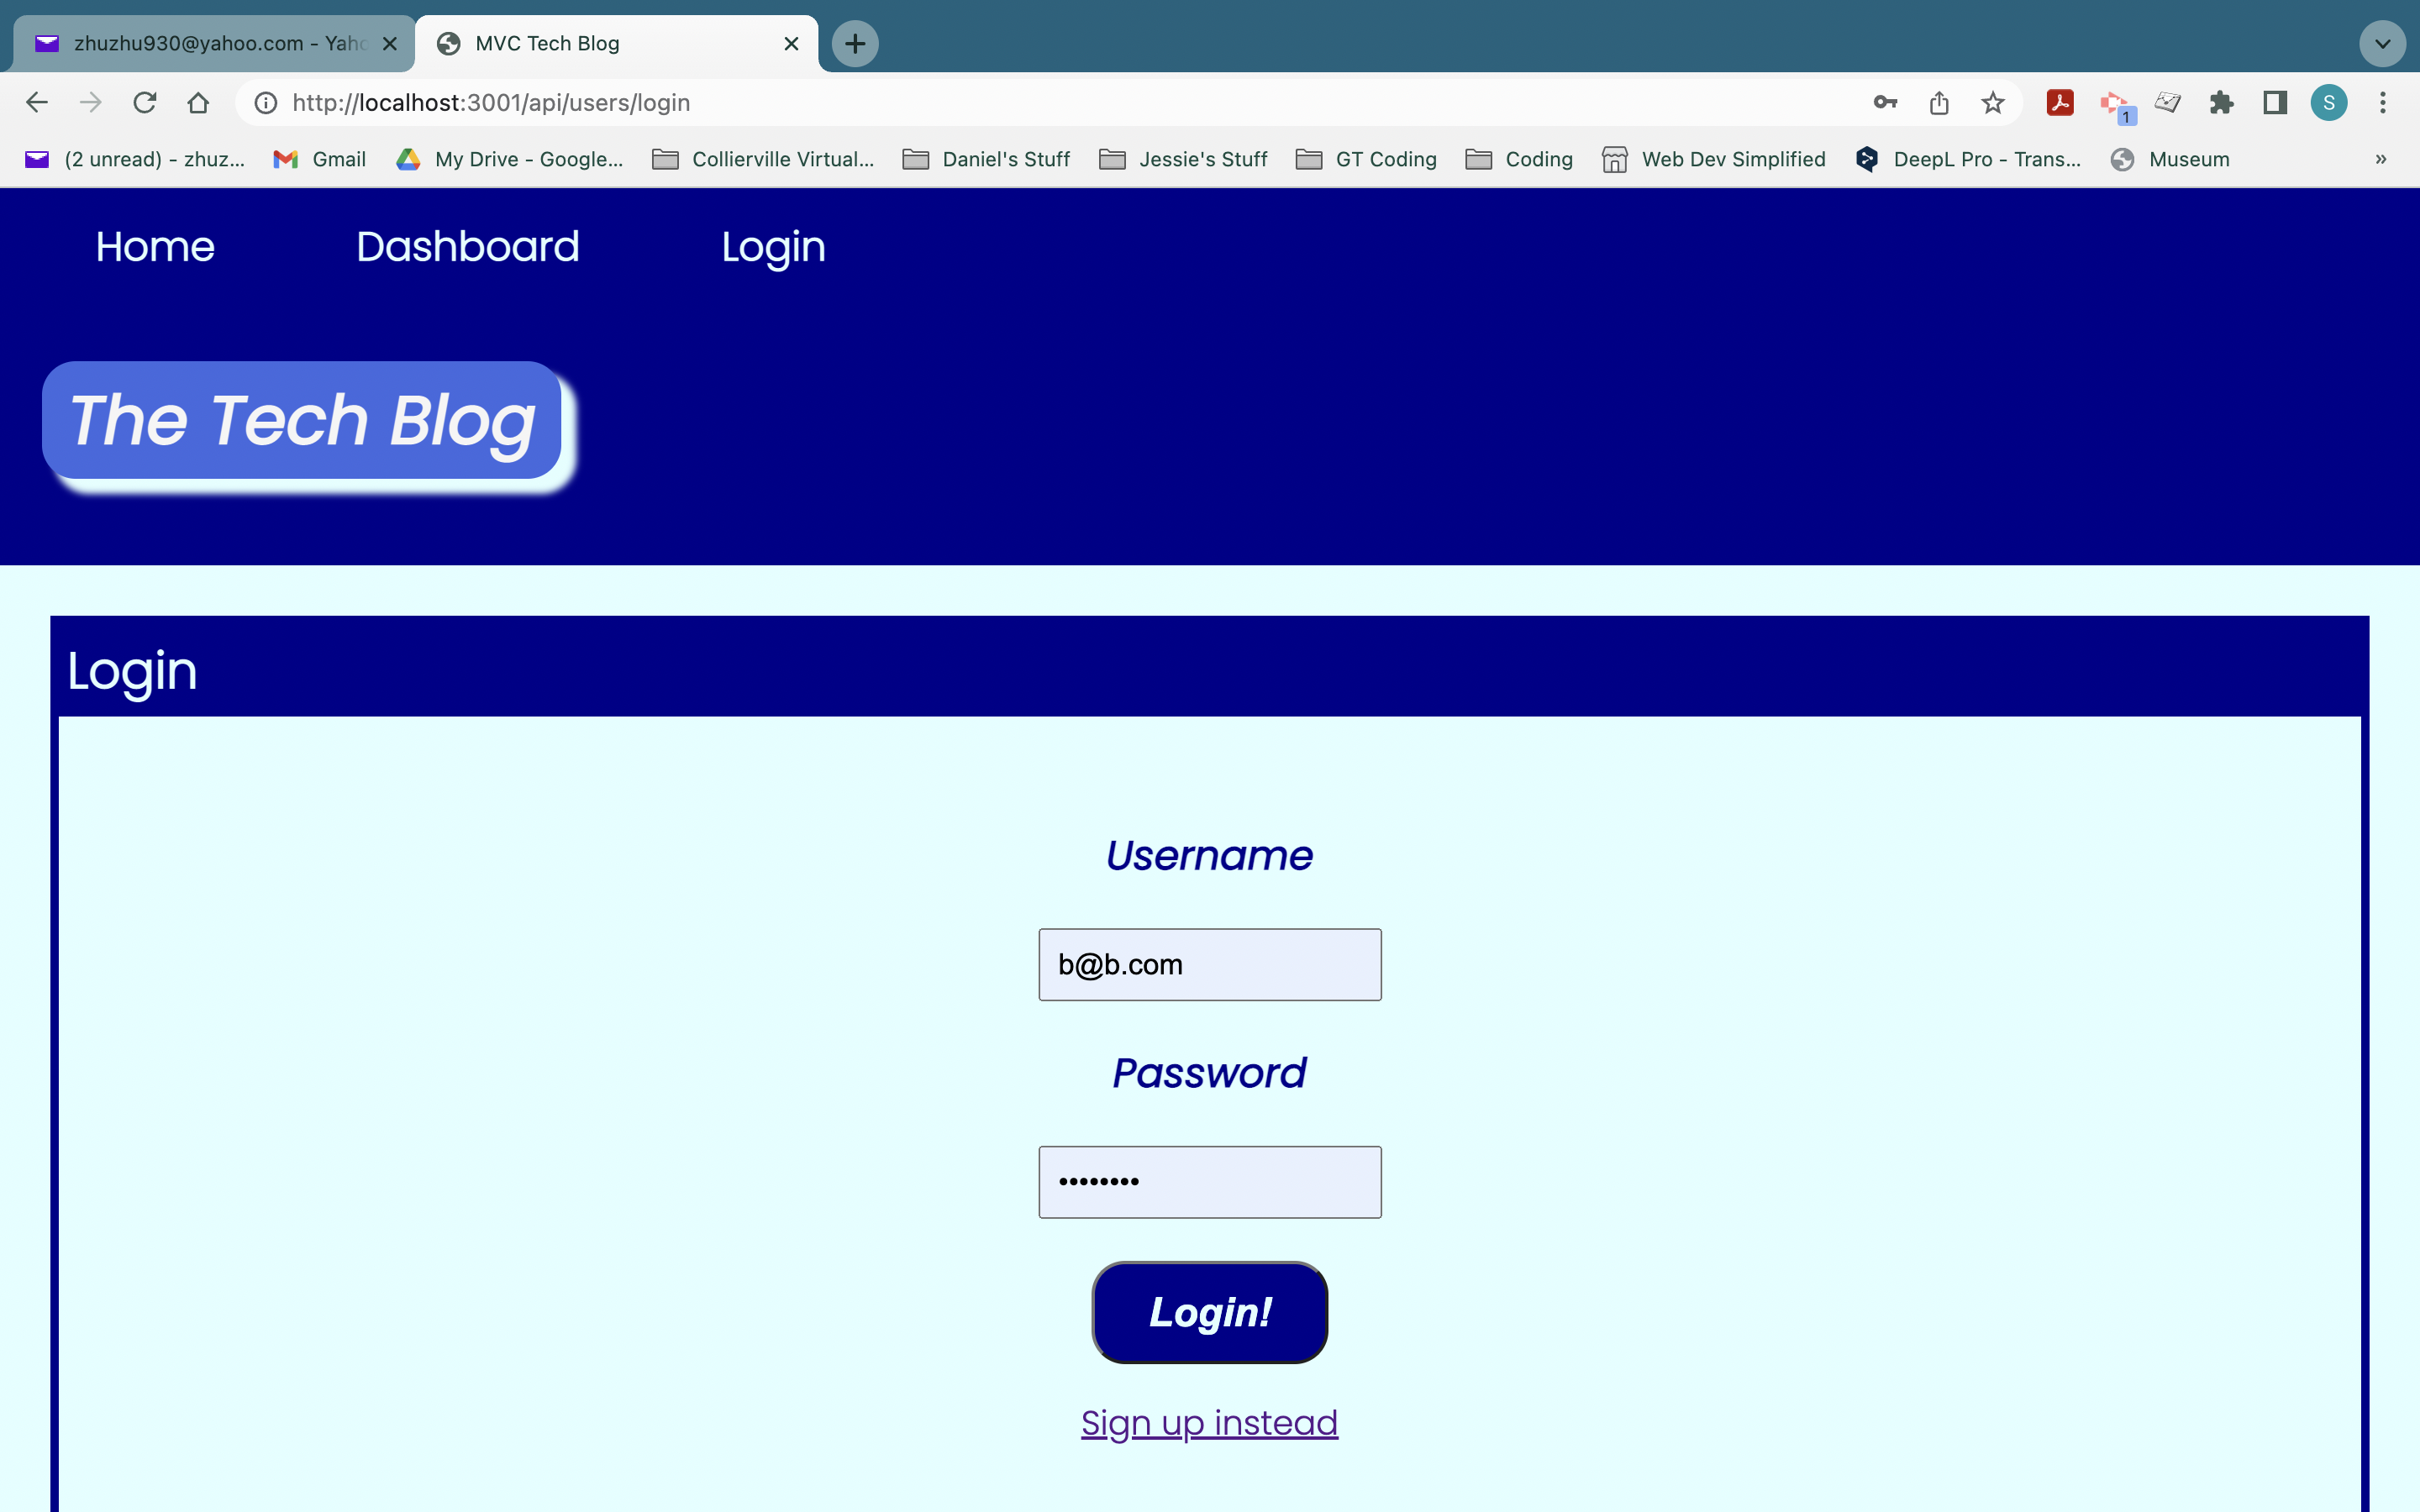 zhuzhu930@yahoo.com - Yaho
MVC Tech Blog
http://localhost:3001/api/users/login
1
S
(2 unread) - zhuz...
Gmail
My Drive - Google...
Collierville Virtual...
Daniel's Stuff
Jessie's Stuff
GT Coding
Coding
Web Dev Simplified
DeepL Pro - Trans...
Museum
»
Home
Dashboard
Login
The Tech Blog
Login
Username
b@b.com
Password
••••••••
Login!
Sign up instead